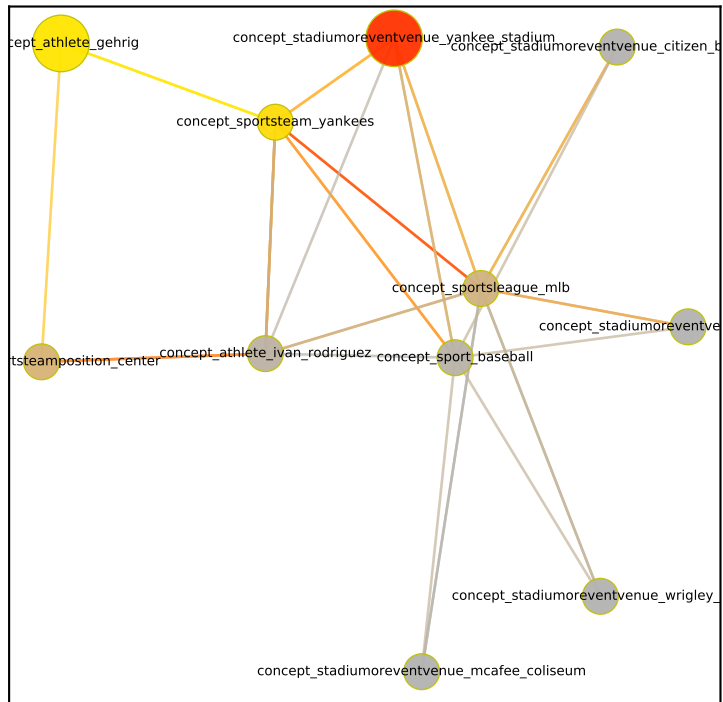 cept_athlete_gehrig
concept_stadiumoreventvenue_yankee_stadium
concept_stadiumoreventvenue_citizen_b
concept_sportsteam_yankees
concept_sportsleague_mlb
concept_stadiumoreventve
concept_athlete_ivan_rodriguez
concept_sport_baseball
rtsteamposition_center
concept_stadiumoreventvenue_wrigley_
concept_stadiumoreventvenue_mcafee_coliseum